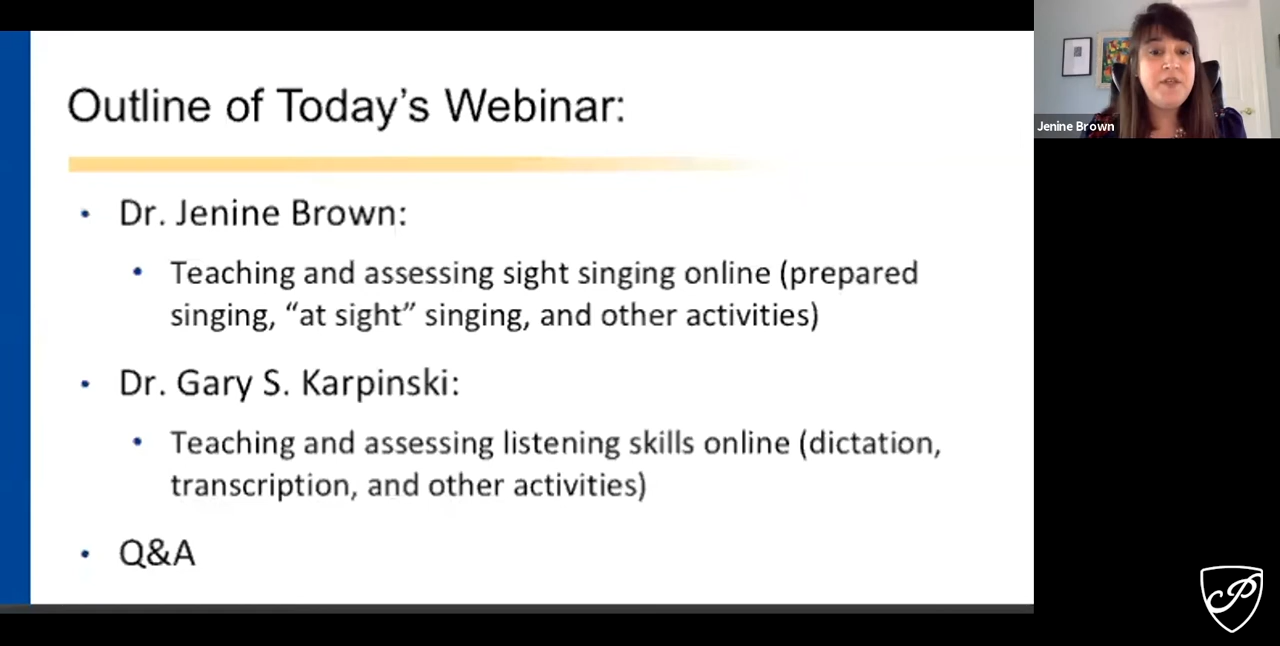 Outline of Today’s Webinar:
• Dr. Jenine Brown:
• Teaching and assessing sight singing online (prepared
singing, “at sight” singing, and other activities)
• Dr. Gary S. Karpinski:
• Teaching and assessing listening skills online (dictation,
transcription, and other activities)
• Q&A
Jenine Brown
P